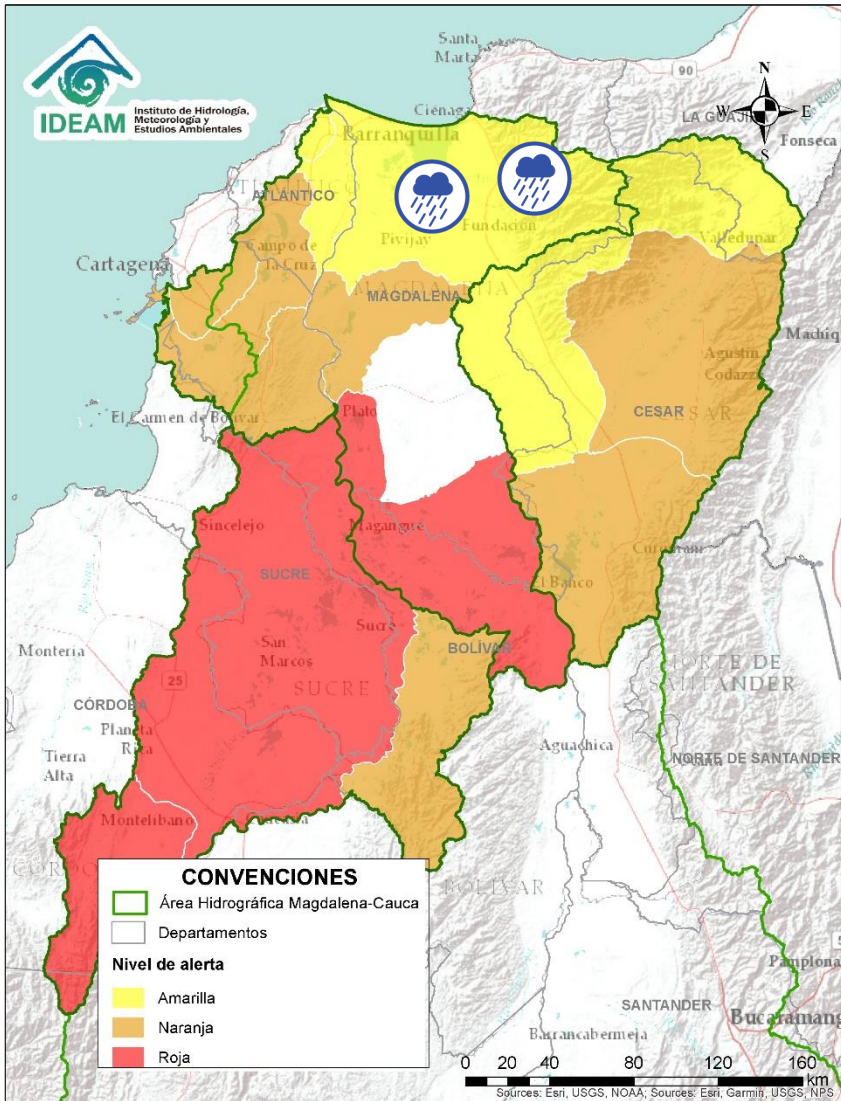 IDEAM
Instituto de Hidrología,
Meteorología y
Estudios Ambientales
Santa
Marta
90
N
W
E
S
LA GUAJI
Fonseca
Ciénaga
Barranquilla
ATLÁNTICO
Cartagena
Campo de
la Cruz
Pivijay
Fundación
Valledupar
MAGDALENA
Machiq
Agustín
Codazzi
CESAR
El Carmen de Bolívar
Plato
Sincelejo
Magangué
SUCRE
El Banco
Sucre
San
Marcos
SUCRE
BOLÍVAR
Montería
25
CÓRDOBA
Planeta
Rica
Tierra
Alta
NORTE DE
SANTANDER
Aguachica
NORTE DE SANTANDER
Montelíbano
BOLÍVAR
CONVENCIONES
Área Hidrográfica Magdalena-Cauca
Departamentos
Nivel de alerta
Amarilla
Naranja
Roja
Pamplona
SANTANDER
Bucaramang
Barrancabermeja
0 20 40 80 120 160
km
Sources: Esri, USGS, NOAA; Sources: Esri, Garmin, USGS, NPS